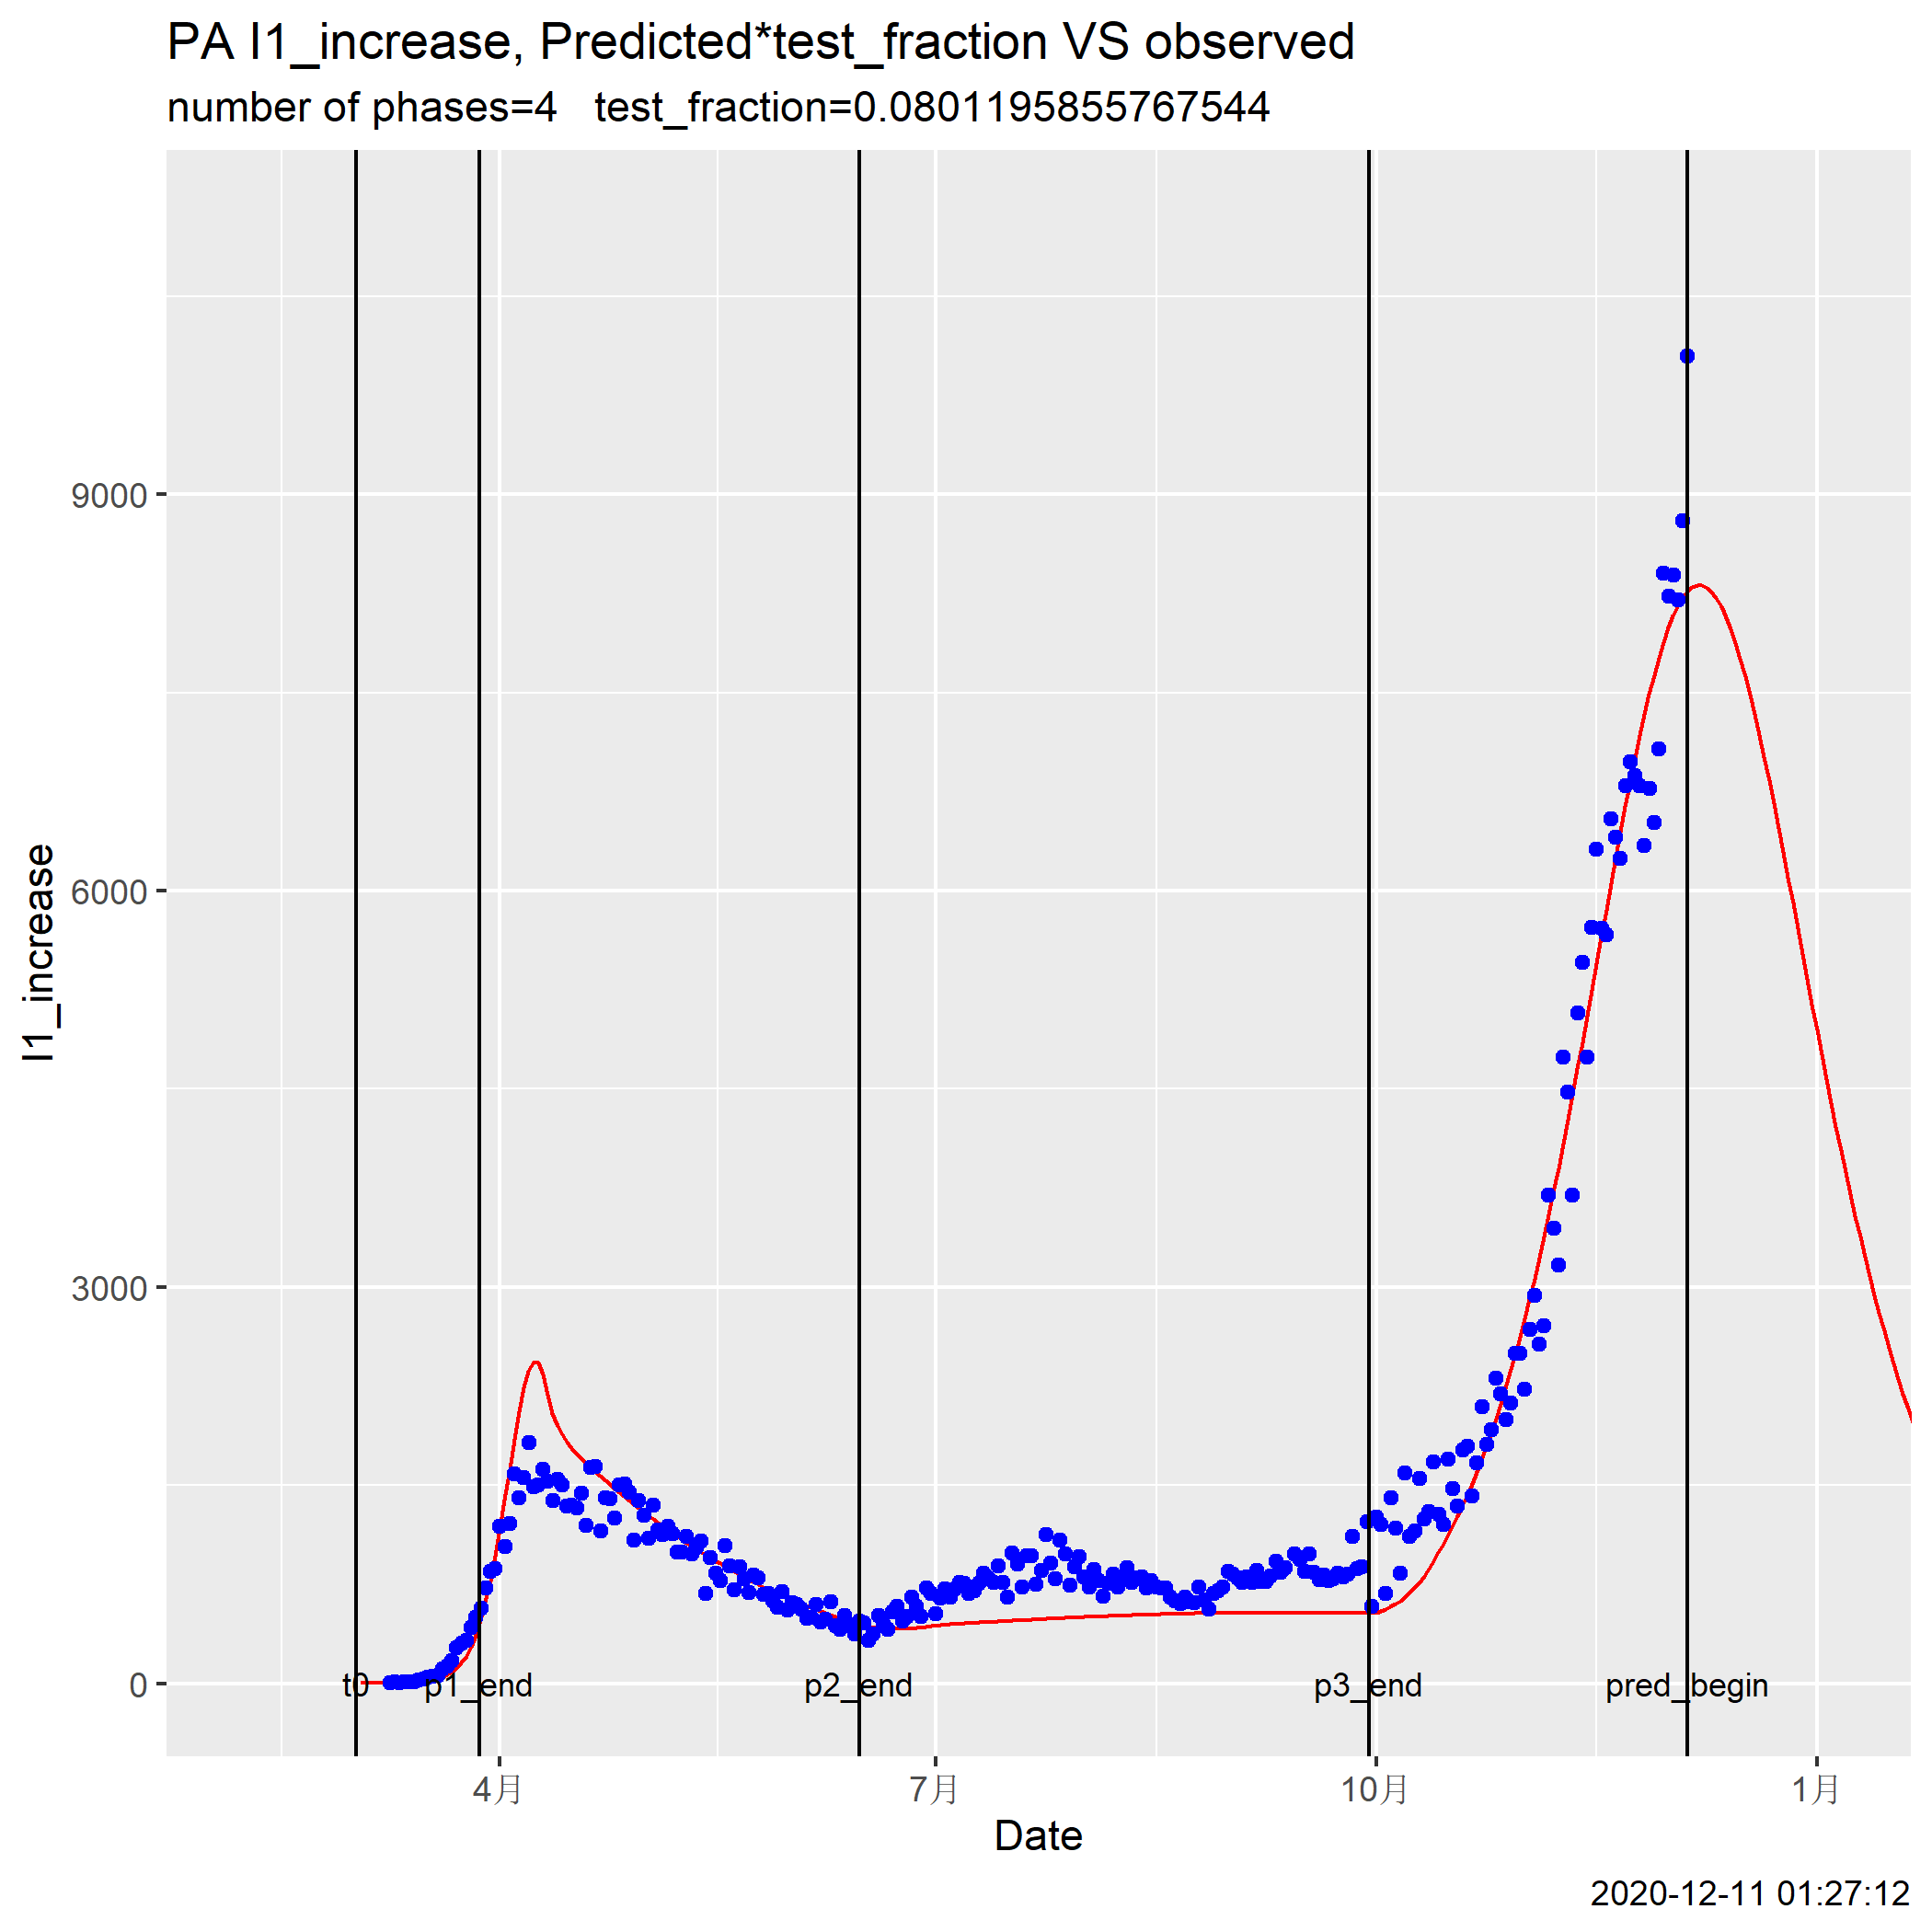 PA I1_increase, Predicted*test_fraction VS observed
number of phases=4   test_fraction=0.0801195855767544
I1_increase
9000
6000
3000
0
t0 p1_end p2_end p3_end pred_begin
4月 7月 10月 1月
Date
2020-12-11 01:27:12